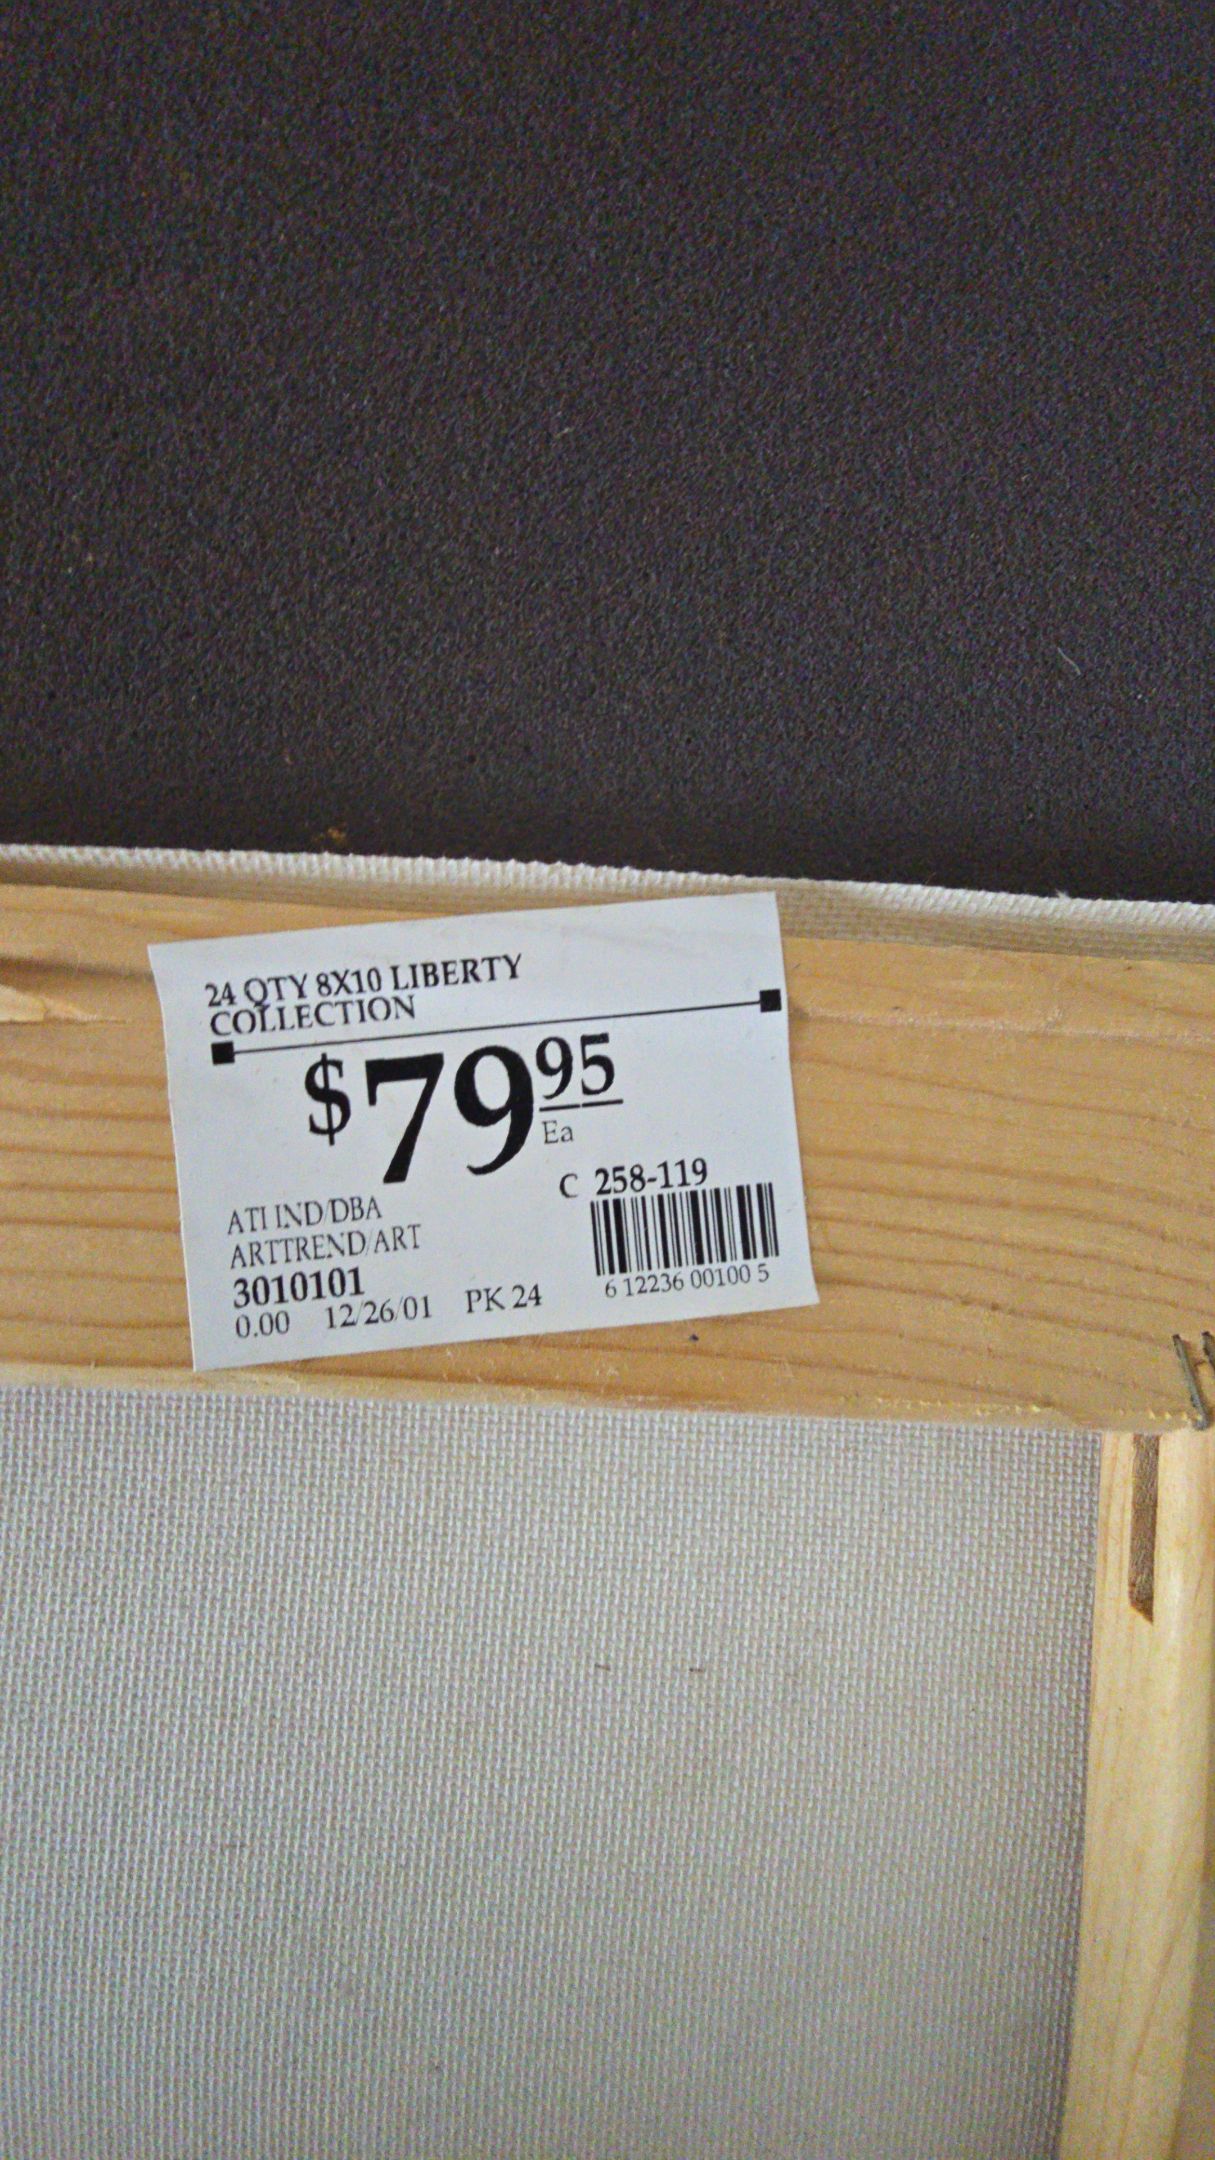 24 QTY 8X10 LIBERTY
COLLECTION
$79 95
Ea
C 258-119
ATI IND/DBA
ARTTREND/ART
3010101
0.00 12/26/01 PK 24
6 12236 00100 5